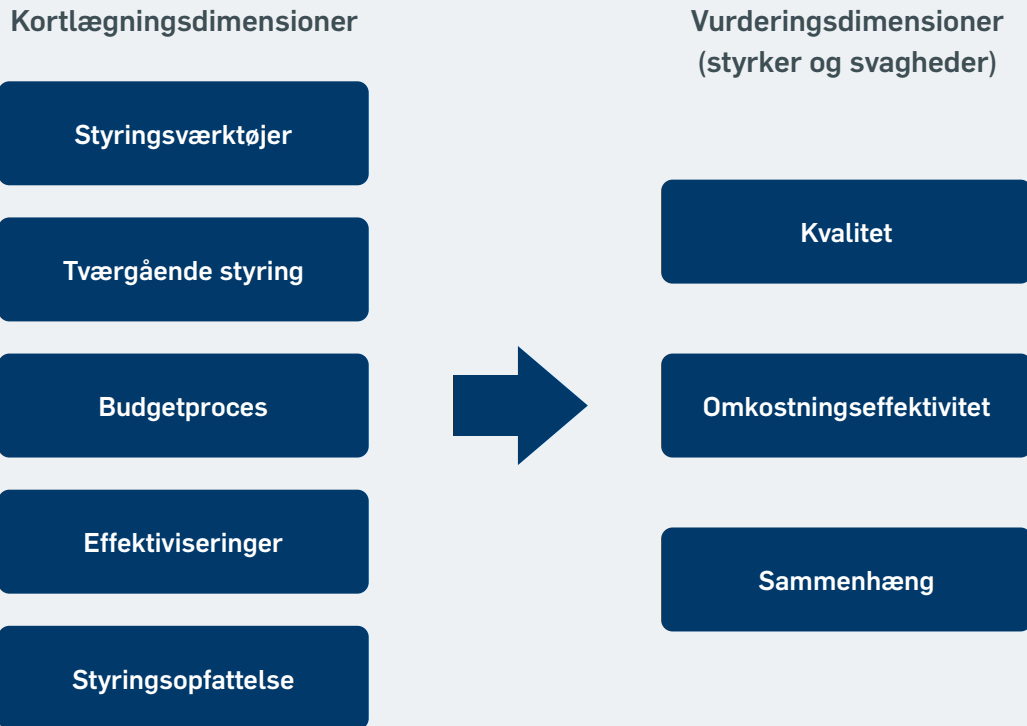 Kortlægningsdimensioner
Styringsværktøjer
Tværgående styring
Budgetproces
Effektiviseringer
Styringsopfattelse
Vurderingsdimensioner
(styrker og svagheder)
Kvalitet
Omkostningseffektivitet
Sammenhæng